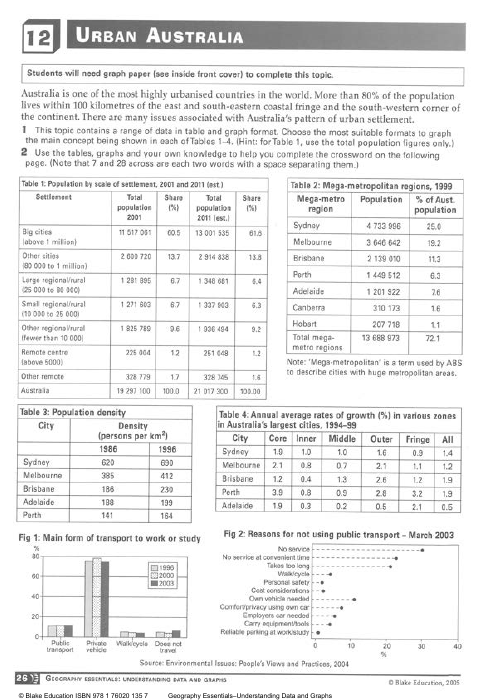 12 URBAN AUSTRALIA
Students will need graph paper (see inside front cover) to complete this topic.
Australia is one of the most highly urbanised countries in the world. More than 80% of the population
lives within 100 kilometres of the east and south-eastern coastal fringe and the south-western corner of
the continent. There are many issues associated with Australia's pattern of urban settlement.
1 This topic contains a range of data in table and graph format. Choose the most suitable formats to graph
the main concept being shown in each of Tables 1–4. (Hint: for Table 1, use the total population figures only.)
2 Use the tables, graphs and your own knowledge to help you complete the crossword on the following
page. (Note that 7 and 28 across are each two words with a space separating them.)
Table 1: Population by scale of settlement, 2001 and 2011 (est.)
Settlement Total Share Total Share
population (%) population (%)
2001 2011 (est.)
Big cities 11 517 001 60.5 13 001 535 61.8
(above 1 million)
Other cities 2 600 720 13.7 2 914 838 13.8
(80 000 to 1 million)
Large regional/rural 1 281 895 6.7 1 348 681 6.4
(25 000 to 80 000)
Small regional/rural 1 271 603 6.7 1 337 003 6.3
(10 000 to 25 000)
Other regional/rural 1 835 789 9.6 1 936 494 9.2
(fewer than 10 000)
Remote centre 225 004 1.2 251 048 1.2
(above 5000)
Other remote 328 779 1.7 328 345 1.6
Australia 19 297 100 100.0 21 017 300 100.00
Table 2: Mega-metropolitan regions, 1999
Mega-metro Population % of Aust.
region population
Sydney 4 733 996 25.0
Melbourne 3 646 642 19.2
Brisbane 2 139 010 11.3
Perth 1 449 512 6.3
Adelaide 1 201 922 7.6
Canberra 310 173 1.6
Hobart 207 718 1.1
Total mega- 13 688 973 72.1
metro regions
Note: 'Mega-metropolitan' is a term used by ABS
to describe cities with huge metropolitan areas.
Table 3: Population density
City Density
(persons per km²)
1986 1996
Sydney 620 690
Melbourne 385 412
Brisbane 186 230
Adelaide 188 199
Perth 141 164
Table 4: Annual average rates of growth (%) in various zones
in Australia's largest cities, 1994–99
City Core Inner Middle Outer Fringe All
Sydney 1.9 1.0 1.0 1.6 0.9 1.4
Melbourne 2.1 0.8 0.7 2.1 1.1 1.2
Brisbane 1.2 0.4 1.3 2.6 1.2 1.9
Perth 3.9 0.8 0.9 2.8 3.2 1.9
Adelaide 1.9 0.3 0.2 0.5 2.1 0.5
Fig 1: Main form of transport to work or study
%
80
60
40
20
0
1996
2000
2003
Public Private Walk/cycle Does not
transport vehicle travel
Fig 2: Reasons for not using public transport – March 2003
No service
No service at convenient time
Takes too long
Walk/cycle
Personal safety
Cost considerations
Own vehicle needed
Comfort/privacy using own car
Employers car needed
Carry equipment/tools
Reliable parking at work/study
0 10 20 30 40
%
Source: Environmental Issues: People's Views and Practices, 2004
26 GEOGRAPHY ESSENTIALS: UNDERSTANDING DATA AND GRAPHS
© Blake Education, 2005
© Blake Education ISBN 978 1 76020 135 7 Geography Essentials–Understanding Data and Graphs